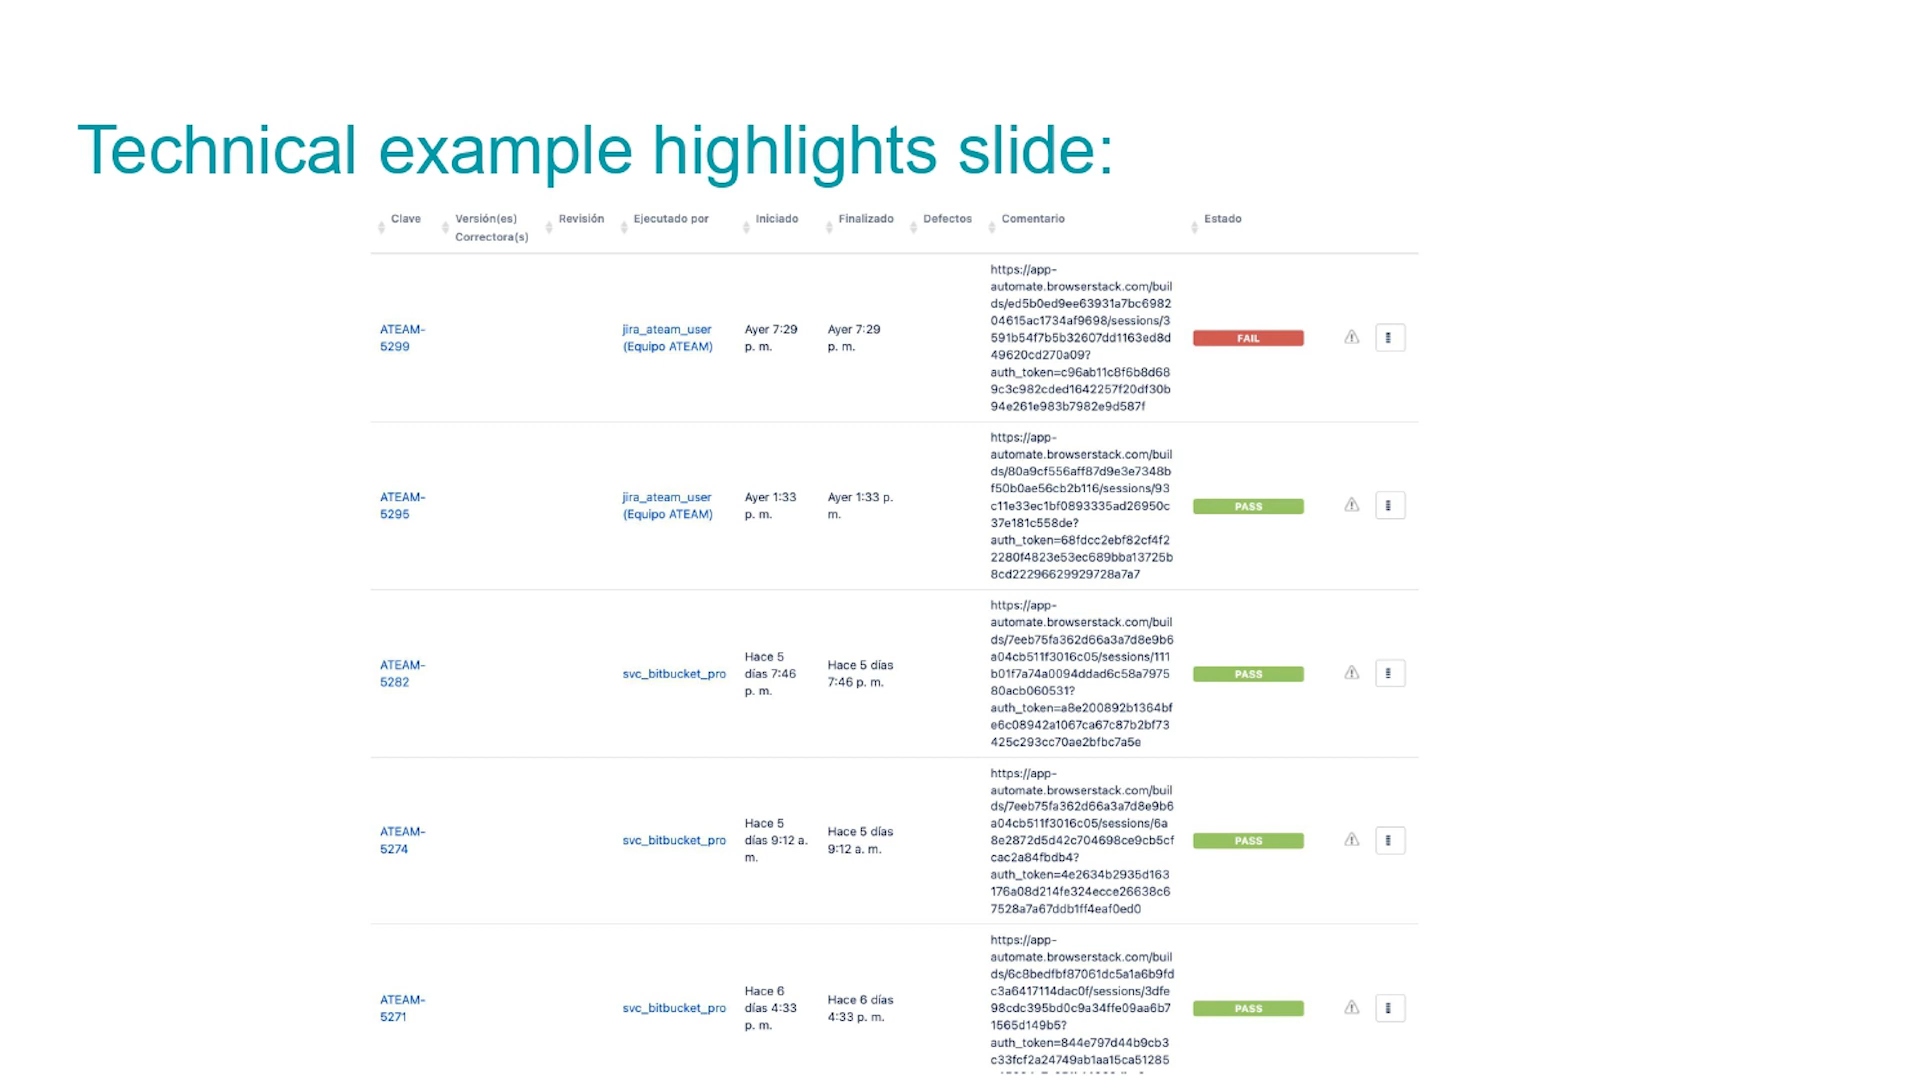 Technical example highlights slide:
Clave
Versión(es)
Correctora(s)
Revisión
Ejecutado por
Iniciado
Finalizado
Defectos
Comentario
Estado
ATEAM-
5299
jira_ateam_user
(Equipo ATEAM)
Ayer 7:29
p. m.
Ayer 7:29
p. m.
https://app-
automate.browserstack.com/buil
ds/ed5b0ed9ee63931a7bc6982
04615ac1734af9698/sessions/3
591b54f7b5b32607dd1163ed8d
49620cd270a09?
auth_token=c96ab11c8f6b8d68
9c3c982cded1642257f20df30b
94e261e983b7982e9d587f
FAIL
ATEAM-
5295
jira_ateam_user
(Equipo ATEAM)
Ayer 1:33
p. m.
Ayer 1:33 p.
m.
https://app-
automate.browserstack.com/buil
ds/80a9cf556aff87d9e3e7348b
f50b0ae56cb2b116/sessions/93
c11e33ec1bf0893335ad26950c
37e181c558de?
auth_token=68fdcc2ebf82cf4f2
2280f4823e53ec689bba13725b
8cd22296629929728a7a7
PASS
ATEAM-
5282
svc_bitbucket_pro
Hace 5
días 7:46
p. m.
Hace 5 días
7:46 p. m.
https://app-
automate.browserstack.com/buil
ds/7eeb75fa362d66a3a7d8e9b6
a04cb511f3016c05/sessions/111
b01f7a74a0094ddad6c58a7975
80acb060531?
auth_token=a8e200892b1364bf
e6c08942a1067ca67c87b2bf73
425c293cc70ae2bfbc7a5e
PASS
ATEAM-
5274
svc_bitbucket_pro
Hace 5
días 9:12 a.
m.
Hace 5 días
9:12 a. m.
https://app-
automate.browserstack.com/buil
ds/7eeb75fa362d66a3a7d8e9b6
a04cb511f3016c05/sessions/6a
8e2872d5d42c704698ce9cb5cf
cac2a84fbdb4?
auth_token=4e2634b2935d163
176a08d214fe324ecce26638c6
7528a7a67ddb1ff4eaf0ed0
PASS
ATEAM-
5271
svc_bitbucket_pro
Hace 6
días 4:33
p. m.
Hace 6 días
4:33 p. m.
https://app-
automate.browserstack.com/buil
ds/6c8bedfbf87061dc5a1a6b9fd
c3a6417114dac0f/sessions/3dfe
98cdc395bd0c9a34ffe09aa6b7
1565d149b5?
auth_token=844e797d44b9cb3
c33fcf2a24749ab1aa15ca51285
PASS